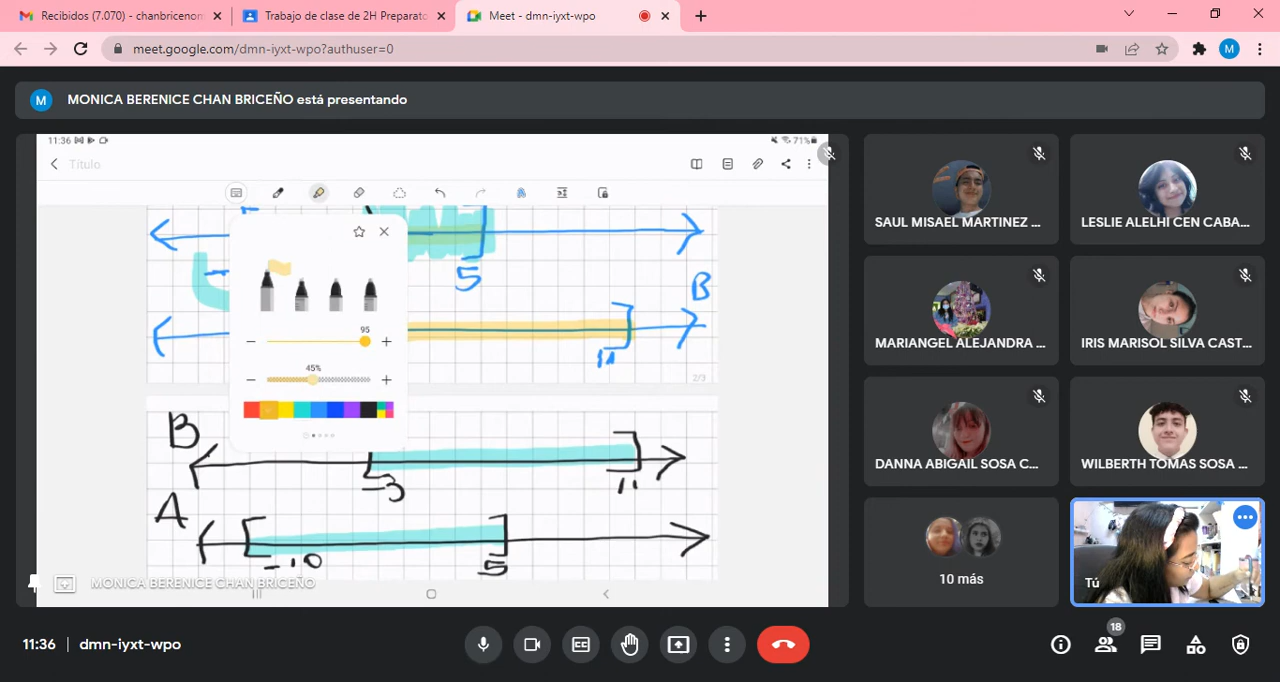 Recibidos (7.070) - chanbricenom
Trabajo de clase de 2H Preparato
Meet - dmn-iyxt-wpo
meet.google.com/dmn-iyxt-wpo?authuser=0
M
M
MONICA BERENICE CHAN BRICEÑO está presentando
11:36
71%
Título
5
B
11
95
45%
2/3
B
-3
11
A
-10
5
MONICA BERENICE CHAN BRICEÑO
SAUL MISAEL MARTINEZ ...
LESLIE ALELHI CEN CABA...
MARIANGEL ALEJANDRA ...
IRIS MARISOL SILVA CAST...
DANNA ABIGAIL SOSA C...
WILBERTH TOMAS SOSA ...
10 más
Tú
11:36 | dmn-iyxt-wpo
18